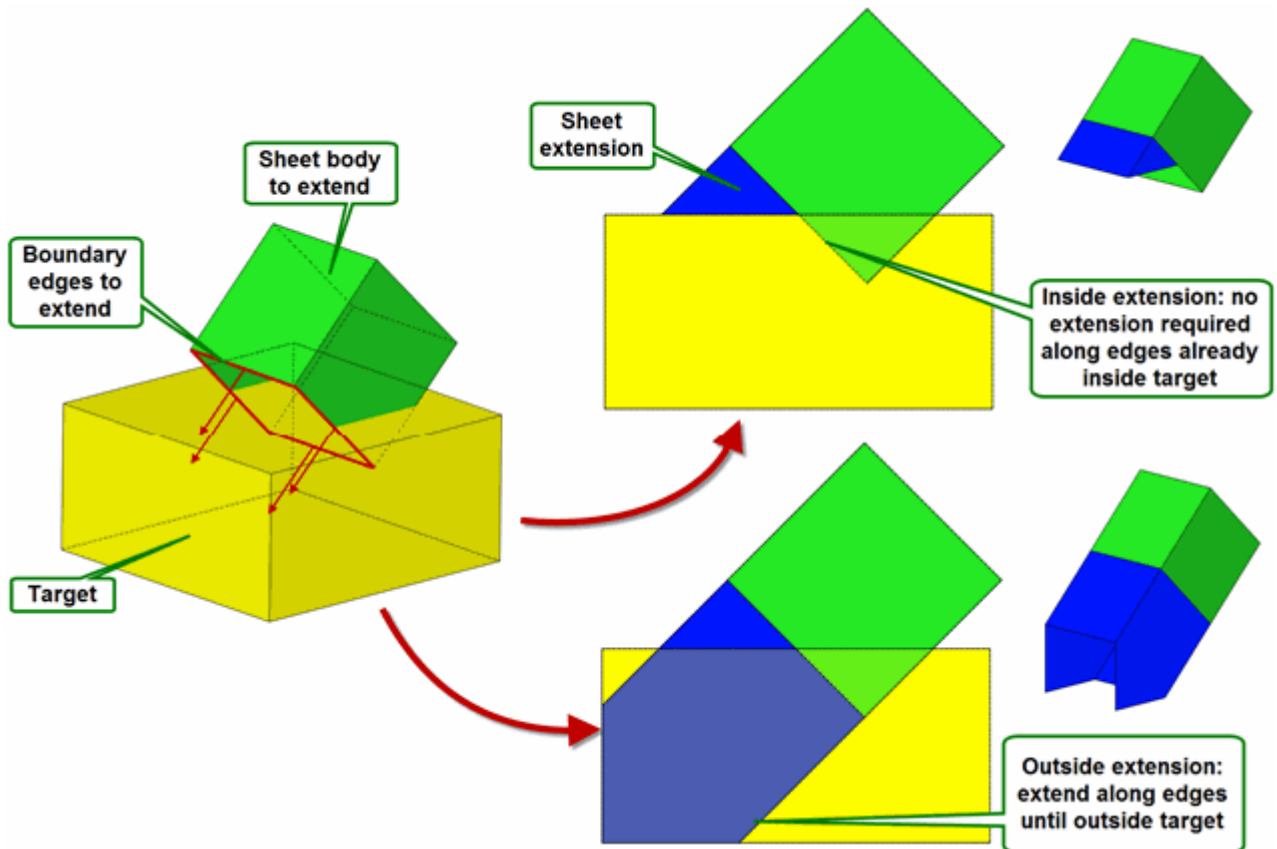 Sheet body
to extend
Boundary
edges to
extend
Target
Sheet
extension
Inside extension: no
extension required
along edges already
inside target
Outside extension:
extend along edges
until outside target